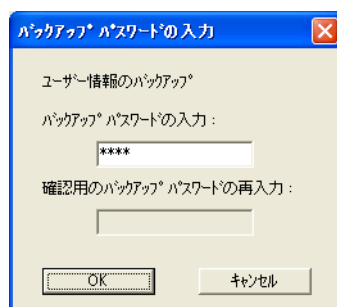 ﾊﾞｯｸｱｯﾌﾟ ﾊﾟｽﾜｰﾄﾞの入力
ユーザー情報のﾊﾞｯｸｱｯﾌﾟ
ﾊﾞｯｸｱｯﾌﾟ ﾊﾟｽﾜｰﾄﾞの入力：
****
確認用のﾊﾞｯｸｱｯﾌﾟ ﾊﾟｽﾜｰﾄﾞの再入力：
OK ｷｬﾝｾﾙ